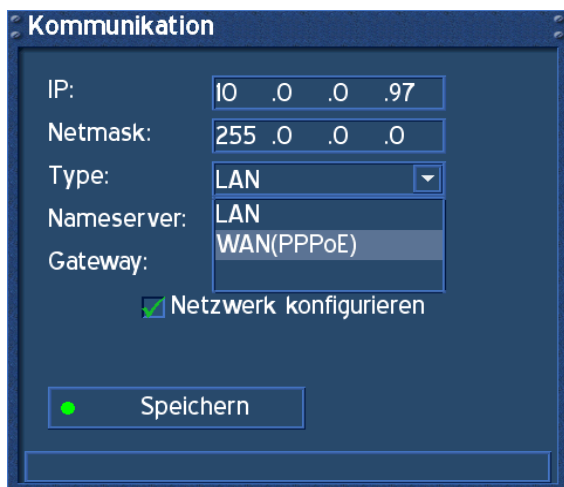 Kommunikation
IP: 10 .0 .0 .97
Netmask: 255 .0 .0 .0
Type: LAN
Nameserver: LAN
WAN(PPPoE)
Gateway:
Netzwerk konfigurieren
Speichern